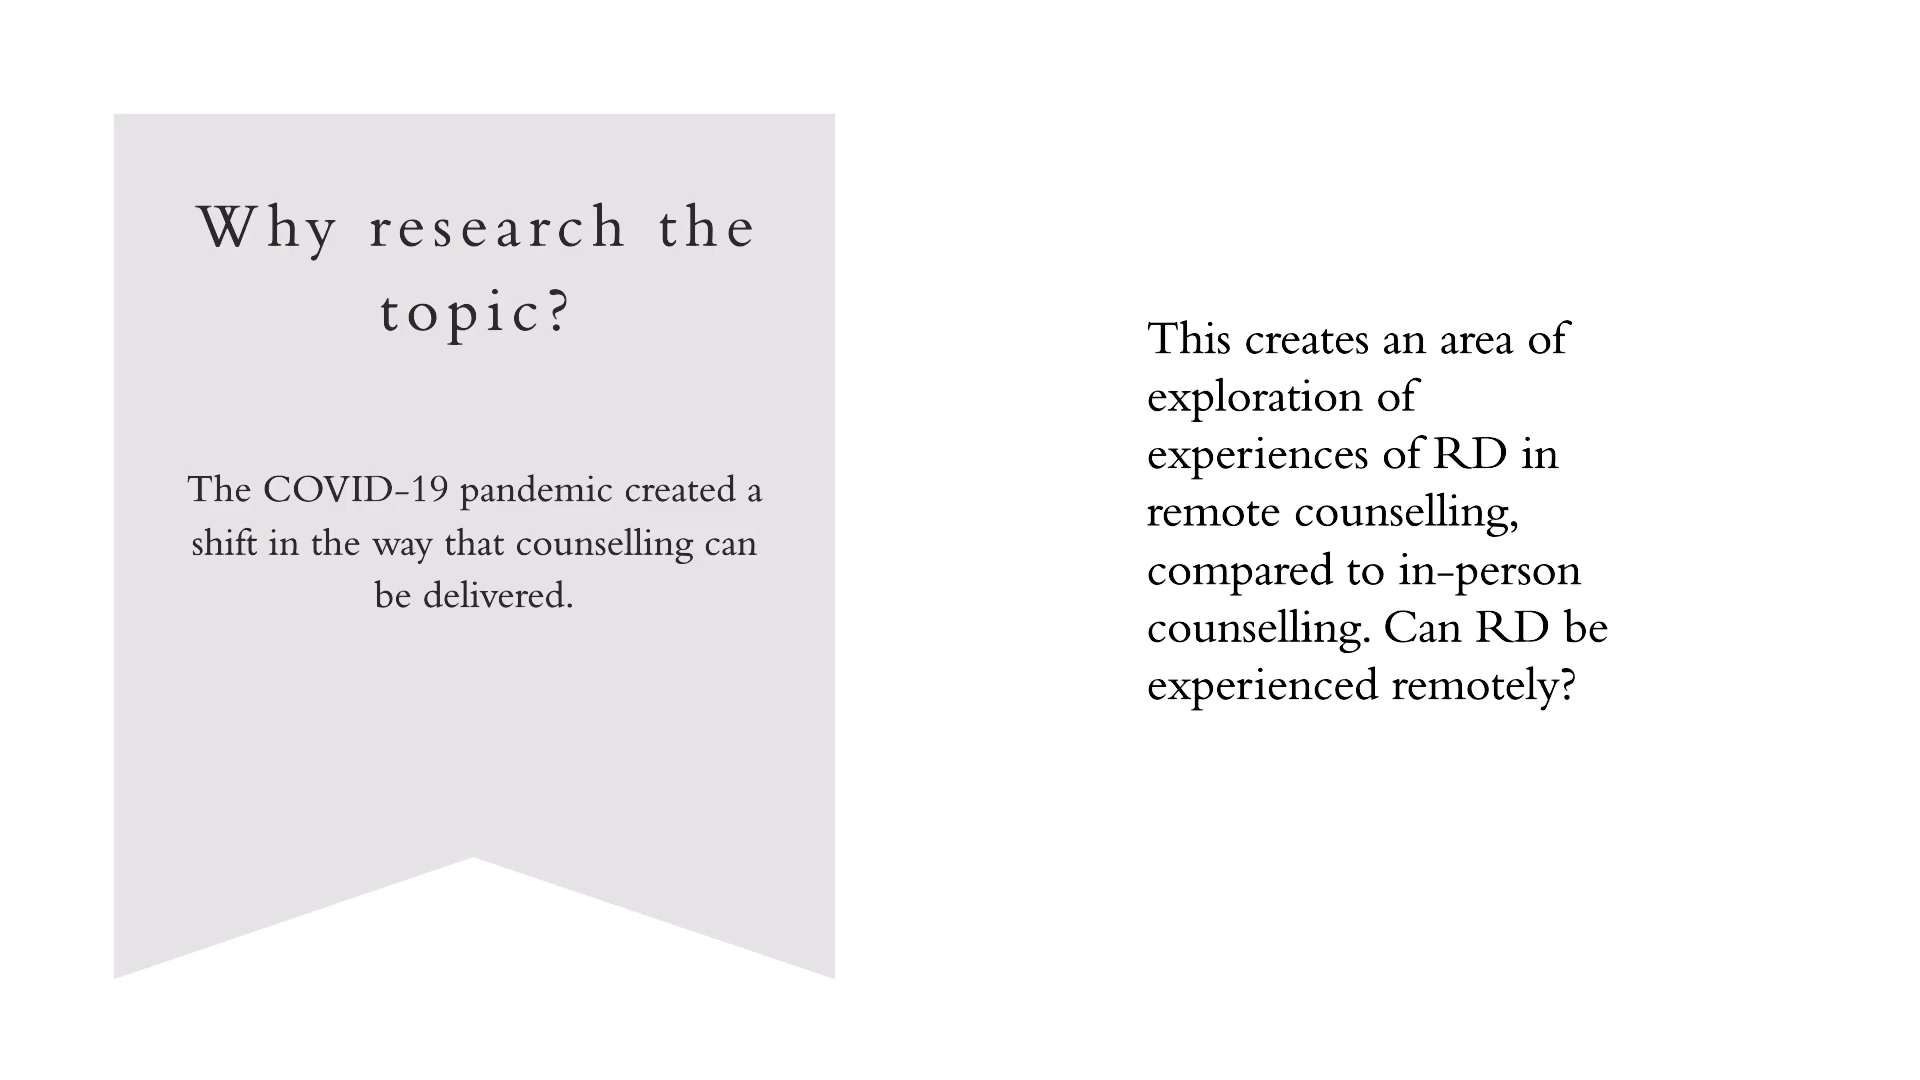 Why research the
topic?
The COVID-19 pandemic created a
shift in the way that counselling can
be delivered.
This creates an area of
exploration of
experiences of RD in
remote counselling,
compared to in-person
counselling. Can RD be
experienced remotely?